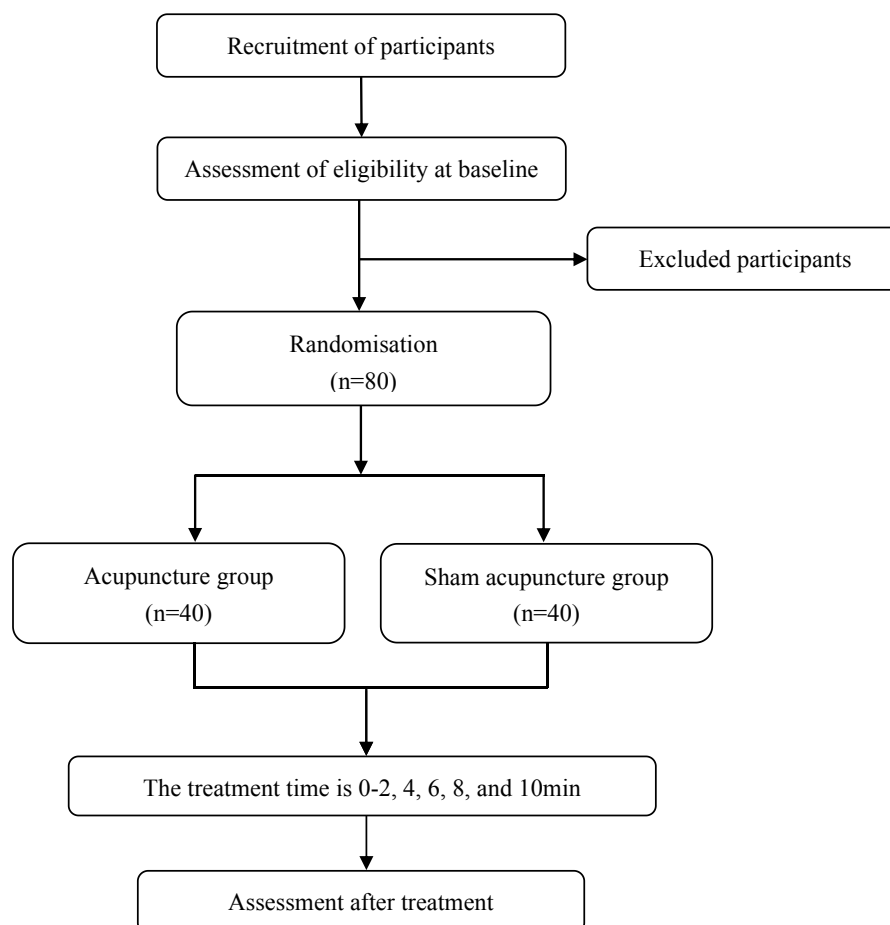 Recruitment of participants
Assessment of eligibility at baseline
Excluded participants
Randomisation
(n=80)
Acupuncture group
(n=40)
Sham acupuncture group
(n=40)
The treatment time is 0-2, 4, 6, 8, and 10min
Assessment after treatment